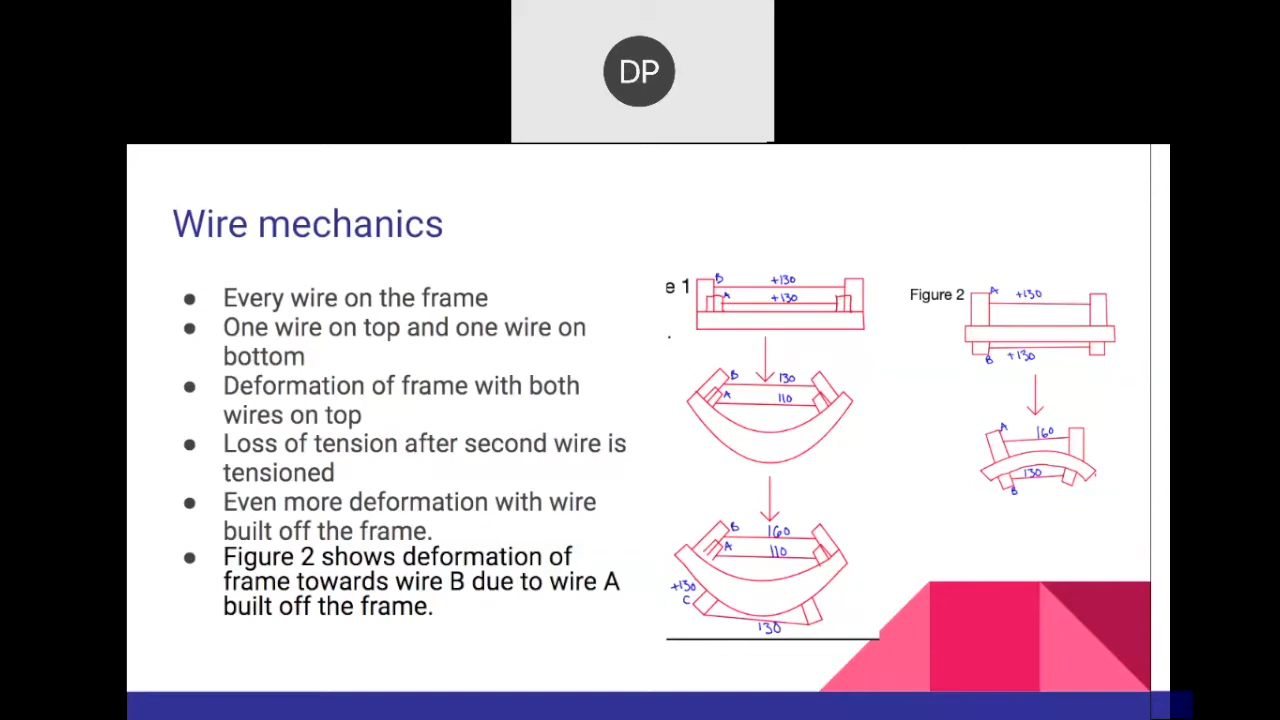 DP
Wire mechanics
● Every wire on the frame
● One wire on top and one wire on
bottom
● Deformation of frame with both
wires on top
● Loss of tension after second wire is
tensioned
● Even more deformation with wire
built off the frame.
● Figure 2 shows deformation of
frame towards wire B due to wire A
built off the frame.
e 1
B +130
A +130
B 130
A 110
B 160
A 110
+130
C
130
Figure 2
A +130
B +130
A 160
130
B